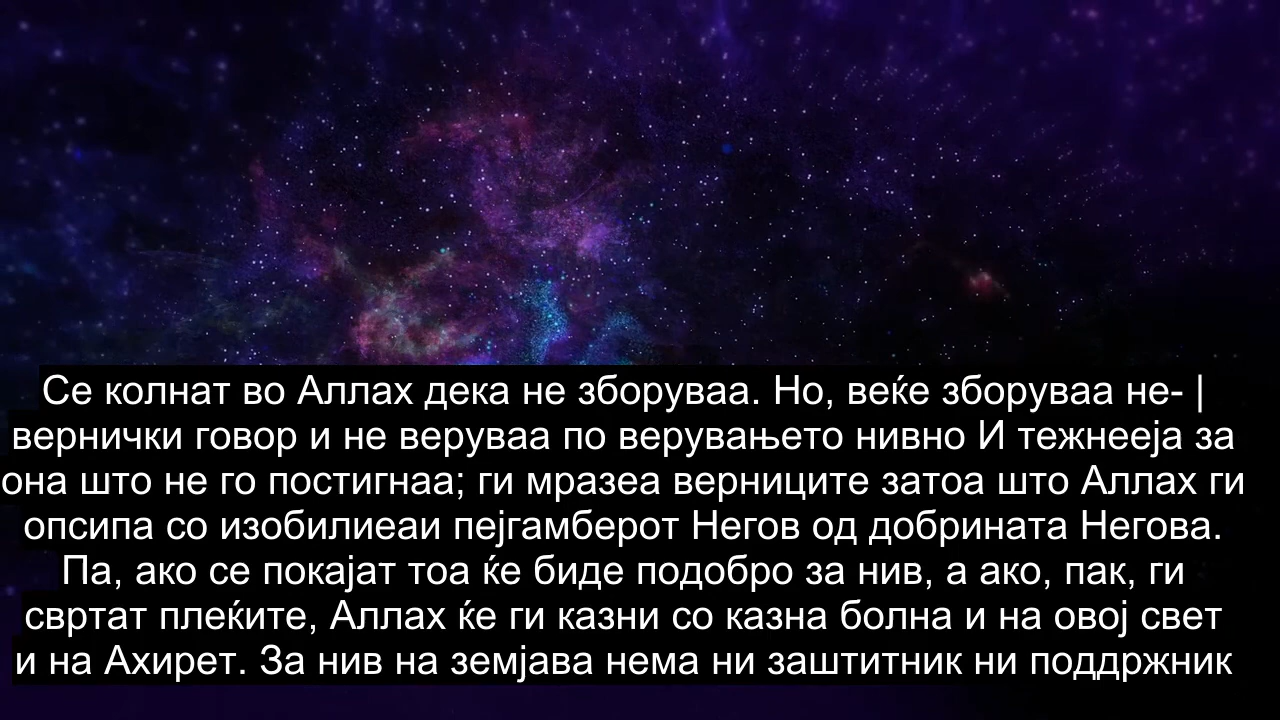 Се колнат во Аллах дека не зборуваа. Но, веќе зборуваа не- |
вернички говор и не веруваа по верувањето нивно И тежнееја за
она што не го постигнаа; ги мразеа верниците затоа што Аллах ги
опсипа со изобилиеаи пејгамберот Негов од добрината Негова.
Па, ако се покајат тоа ќе биде подобро за нив, а ако, пак, ги
свртат плеќите, Аллах ќе ги казни со казна болна и на овој свет
и на Ахирет. За нив на земјава нема ни заштитник ни поддржник